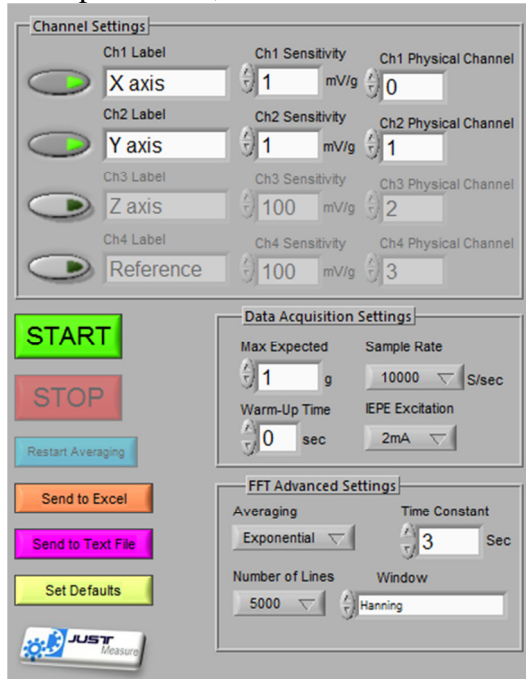 Channel Settings
Ch1 Label Ch1 Sensitivity Ch1 Physical Channel
X axis 1 mV/g 0
Ch2 Label Ch2 Sensitivity Ch2 Physical Channel
Y axis 1 mV/g 1
Ch3 Label Ch3 Sensitivity Ch3 Physical Channel
Z axis 100 mV/g 2
Ch4 Label Ch4 Sensitivity Ch4 Physical Channel
Reference 100 mV/g 3
START
STOP
Restart Averaging
Send to Excel
Send to Text File
Set Defaults
JUST
Measure
Data Acquisition Settings
Max Expected Sample Rate
1 g 10000 S/sec
Warm-Up Time IEPE Excitation
0 sec 2mA
FFT Advanced Settings
Averaging Time Constant
Exponential 3 Sec
Number of Lines Window
5000 Hanning